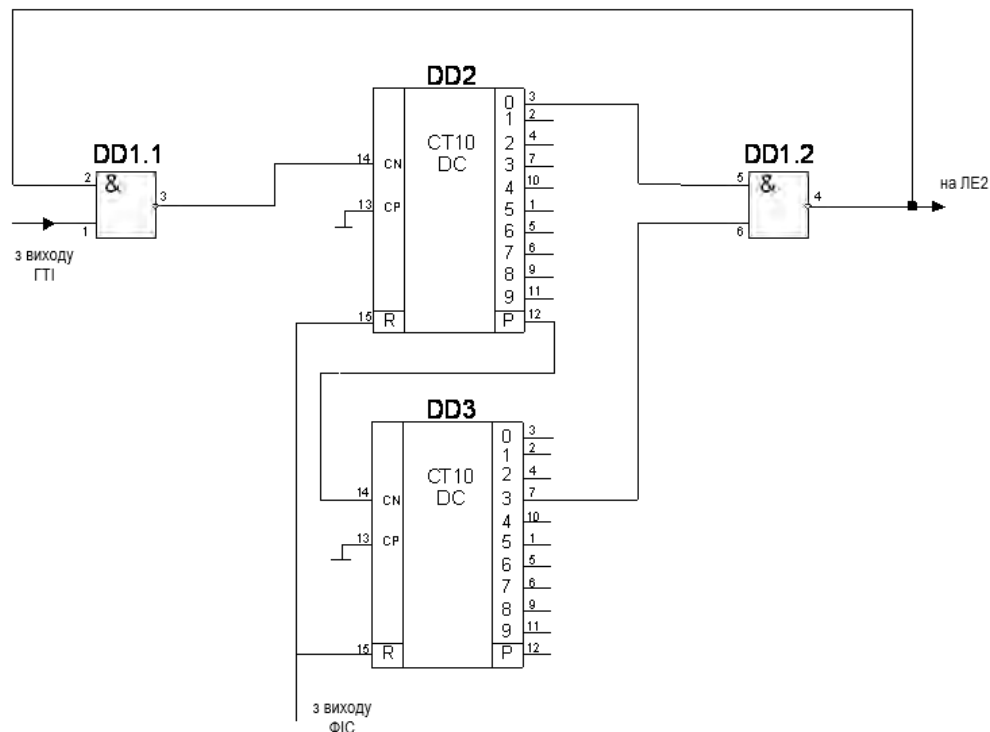 DD2
0 3
1 2
CT10 2 4
DC 3 7
14 CN
4 10
13 CP
5 1
6 5
7 6
8 9
9 11
15 R P 12
DD1.1
2 &
3
1
з виходу
ГТІ
DD1.2
5 &
4
6
на ЛЕ2
DD3
0 3
1 2
CT10 2 4
DC 3 7
14 CN
4 10
13 CP
5 1
6 5
7 6
8 9
9 11
15 R P 12
з виходу
ФІС